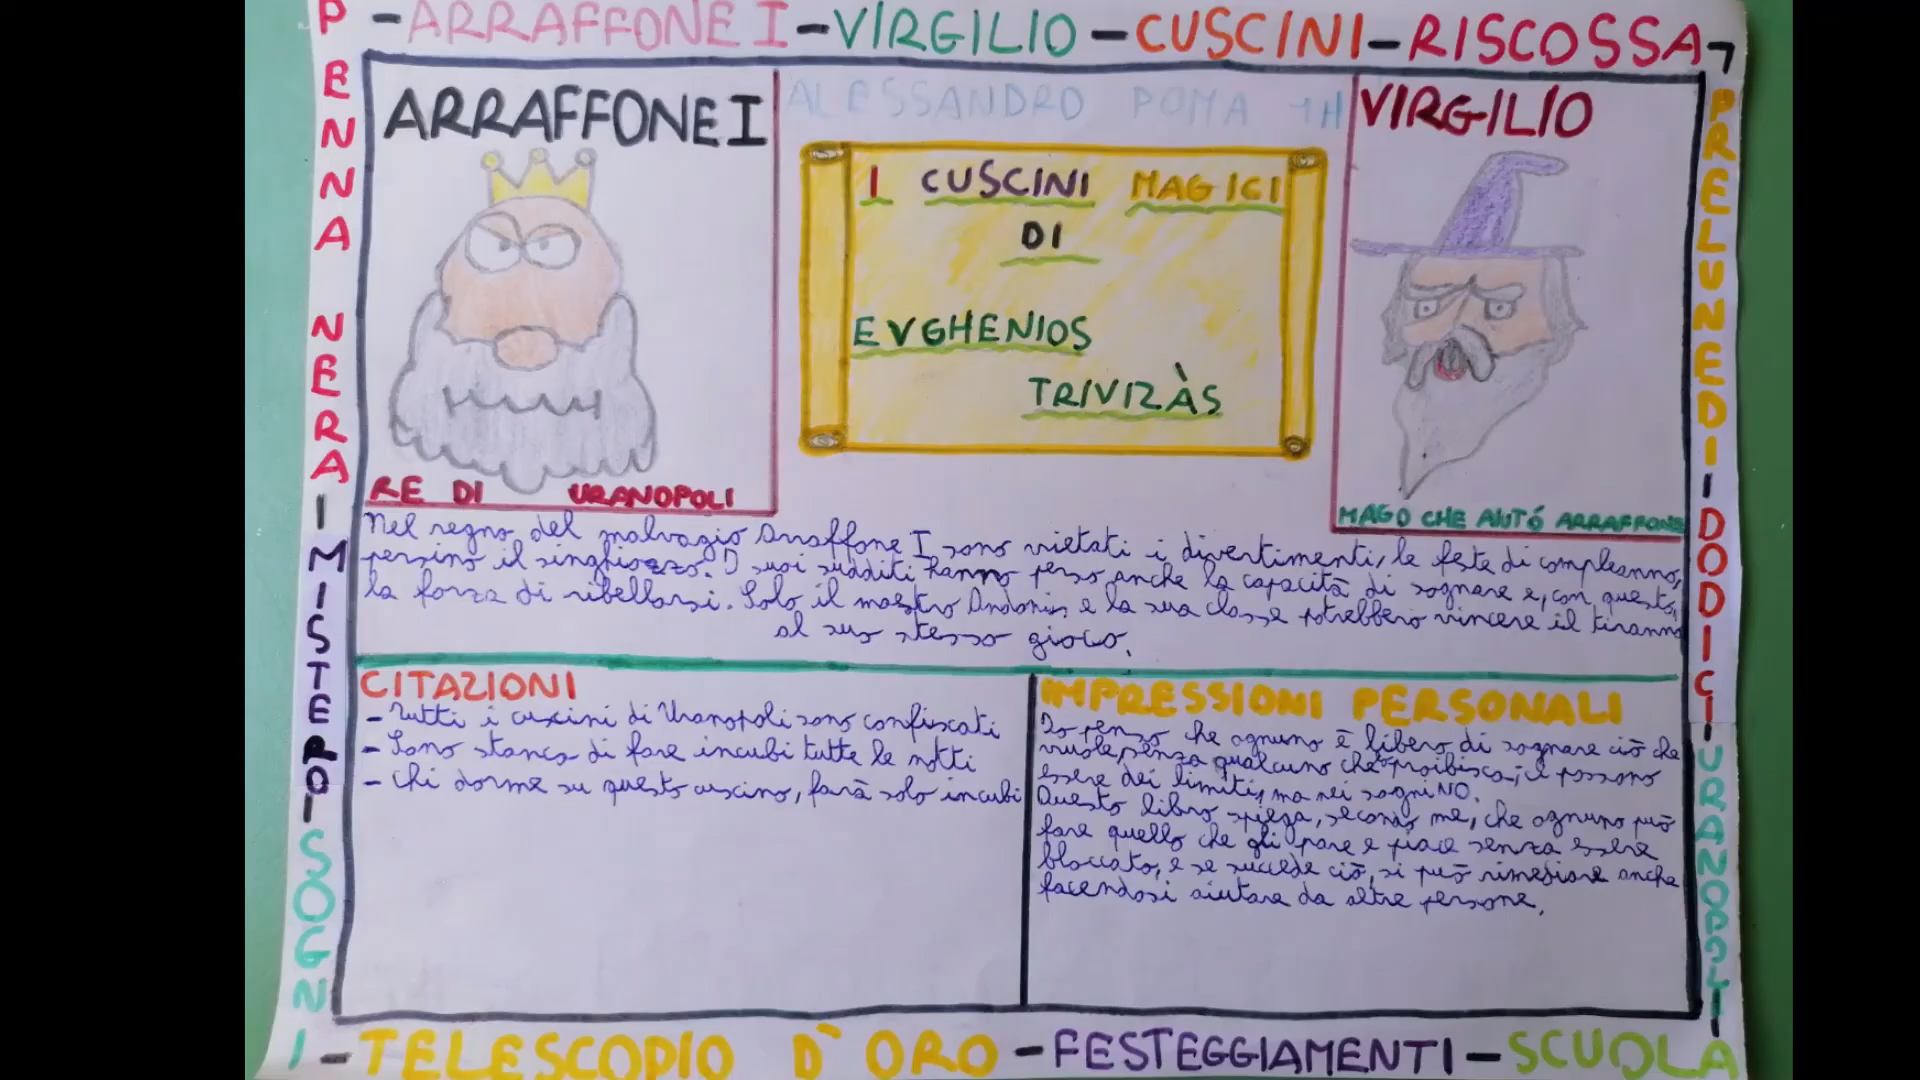 - ARRAFFONE I - VIRGILIO - CUSCINI - RISCOSSA -
PENNA NERA - MISTERO - SOGNI
ARRAFFONE I
RE DI URANOPOLI
ALESSANDRO POMA 1H
I CUSCINI MAGICI
DI
EVGHENIOS
TRIVIZÀS
VIRGILIO
MAGO CHE AIUTÓ ARRAFFONE
PRELUNEDI - DODICI - URANOPOLI -
Nel regno del malvagio Arraffone I sono vietati i divertimenti, le feste di compleanno,
persino il singhiozzo. I suoi sudditi hanno perso anche la capacità di sognare e, con questo,
la forza di ribellarsi. Solo il maestro Andonis e la sua classe potrebbero vincere il tiranno
al suo stesso gioco.
CITAZIONI
- Tutti i cuscini di Uranopoli sono confiscati
- Sono stanca di fare incubi tutte le notti
- Chi dorme su questo cuscino, farà solo incubi
IMPRESSIONI PERSONALI
Io penso che ognuno è libero di sognare ciò che
vuole, senza qualcuno che proibisca; ci possono
essere dei limiti, ma nei sogni NO.
Questo libro spiega, secondo me, che ognuno può
fare quello che gli pare e piace senza essere
bloccato, e se succede ciò, si può rimediare anche
facendosi aiutare da altre persone.
- TELESCOPIO D'ORO - FESTEGGIAMENTI - SCUOLA